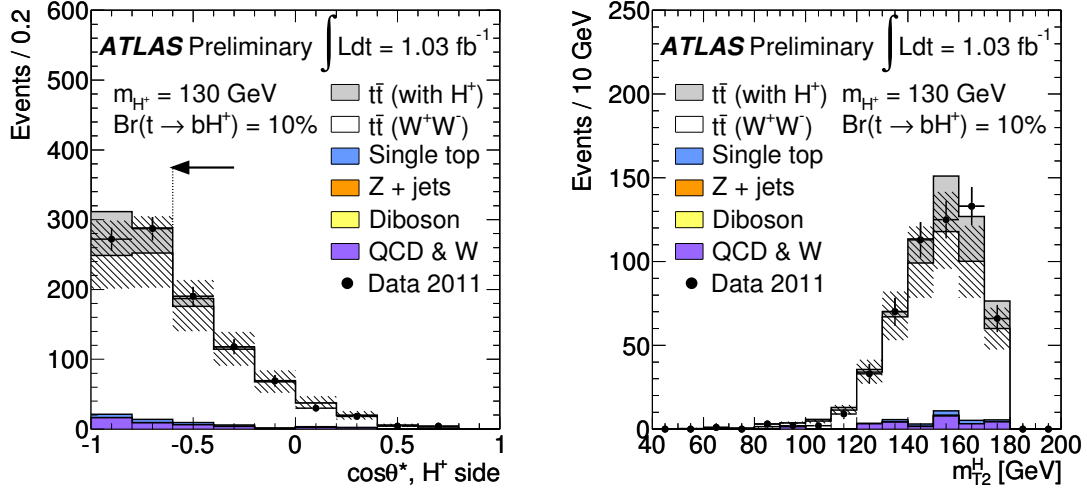 Events / 0.2
600
500
400
300
200
100
0
ATLAS Preliminary ∫ Ldt = 1.03 fb⁻¹
m_H⁺ = 130 GeV
Br(t → bH⁺) = 10%
tt̄ (with H⁺)
tt̄ (W⁺W⁻)
Single top
Z + jets
Diboson
QCD & W
Data 2011
-1 -0.5 0 0.5 1
cosθ*, H⁺ side
Events / 10 GeV
250
200
150
100
50
0
ATLAS Preliminary ∫ Ldt = 1.03 fb⁻¹
tt̄ (with H⁺)
tt̄ (W⁺W⁻)
Single top
Z + jets
Diboson
QCD & W
Data 2011
m_H⁺ = 130 GeV
Br(t → bH⁺) = 10%
40 60 80 100 120 140 160 180 200
m^H_T2 [GeV]